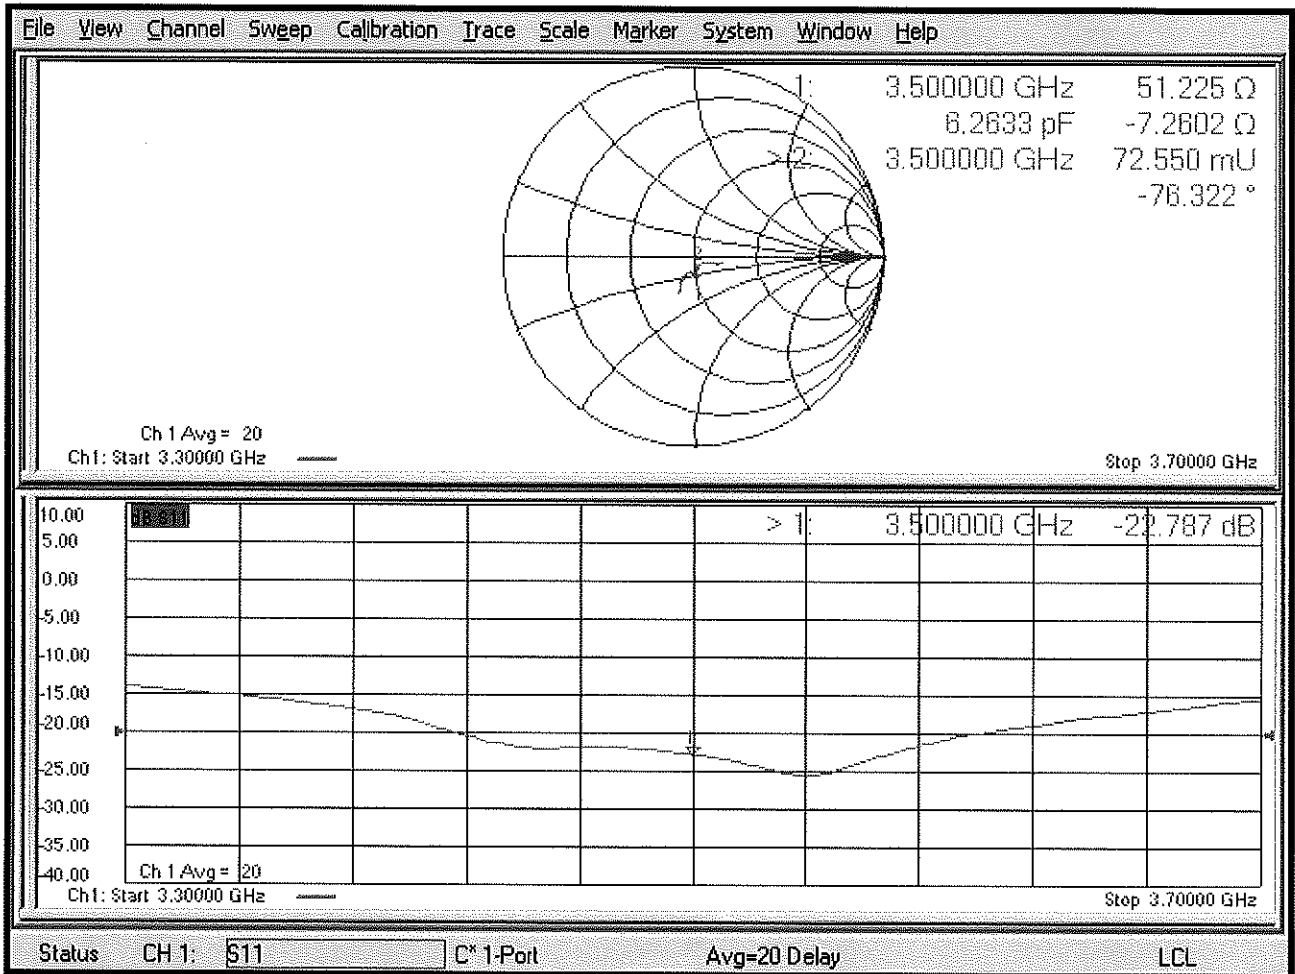 File View Channel Sweep Calibration Trace Scale Marker System Window Help
1: 3.500000 GHz 51.225 Ω
6.2633 pF -7.2602 Ω
> 2: 3.500000 GHz 72.550 mU
-76.322 °
Ch 1 Avg = 20
Ch1: Start 3.30000 GHz
Stop 3.70000 GHz
10.00
dB S11
> 1: 3.500000 GHz -22.787 dB
5.00
0.00
-5.00
-10.00
-15.00
-20.00
-25.00
-30.00
-35.00
-40.00
Ch 1 Avg = 20
Ch1: Start 3.30000 GHz
Stop 3.70000 GHz
Status CH 1: S11 C* 1-Port Avg=20 Delay LCL